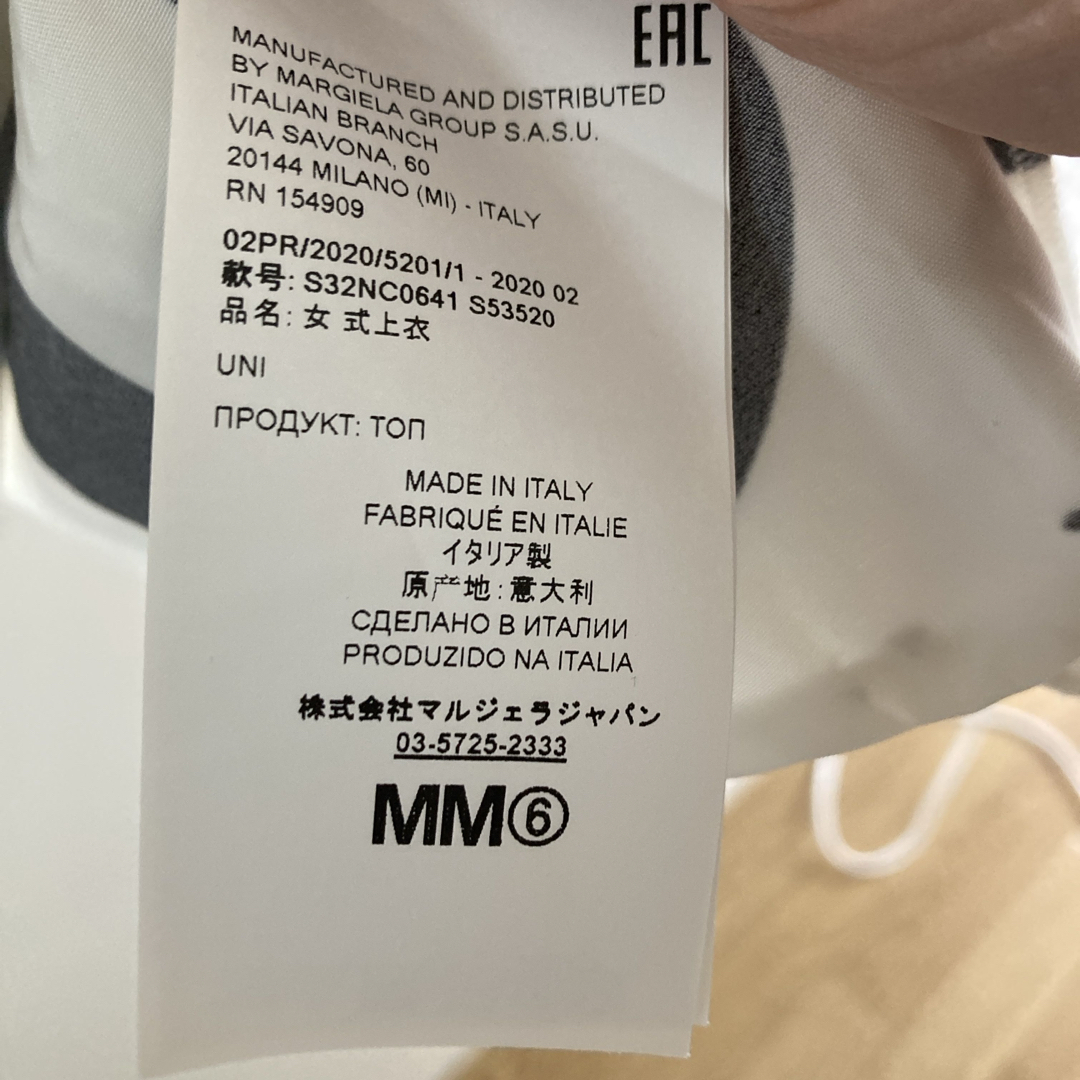 EAC
MANUFACTURED AND DISTRIBUTED
BY MARGIELA GROUP S.A.S.U.
ITALIAN BRANCH
VIA SAVONA, 60
20144 MILANO (MI) - ITALY
RN 154909
02PR/2020/5201/1 - 2020 02
款号: S32NC0641 S53520
品名: 女 式上衣
UNI
ПРОДУКТ: ТОП
MADE IN ITALY
FABRIQUÉ EN ITALIE
イタリア製
原产地:意大利
СДЕЛАНО В ИТАЛИИ
PRODUZIDO NA ITALIA
株式会社マルジェラジャパン
03-5725-2333
MM⑥